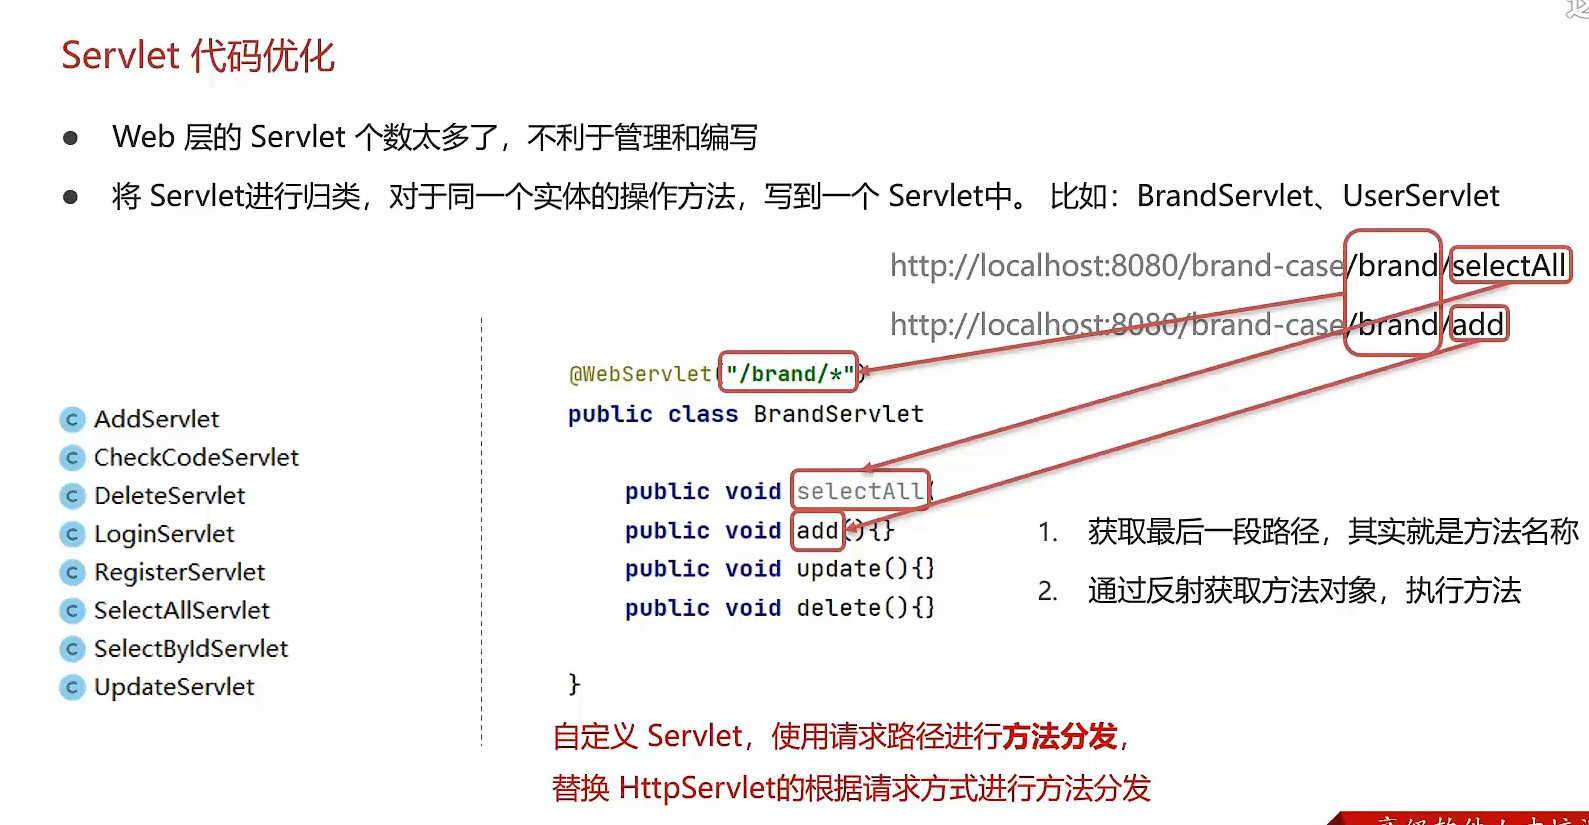 Servlet 代码优化
● Web 层的 Servlet 个数太多了，不利于管理和编写
● 将 Servlet进行归类，对于同一个实体的操作方法，写到一个 Servlet中。 比如：BrandServlet、UserServlet
http://localhost:8080/brand-case/brand/selectAll
http://localhost:8080/brand-case/brand/add
C AddServlet
C CheckCodeServlet
C DeleteServlet
C LoginServlet
C RegisterServlet
C SelectAllServlet
C SelectByIdServlet
C UpdateServlet
@WebServlet("/brand/*")
public class BrandServlet
public void selectAll(
public void add(){}
public void update(){}
public void delete(){}
}
1. 获取最后一段路径，其实就是方法名称
2. 通过反射获取方法对象，执行方法
自定义 Servlet，使用请求路径进行方法分发，
替换 HttpServlet的根据请求方式进行方法分发